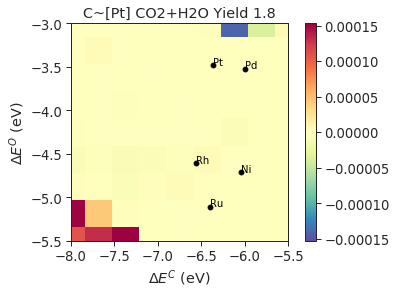 C~[Pt] CO2+H2O Yield 1.8
−3.0
−3.5
−4.0
−4.5
−5.0
−5.5
ΔE^O (eV)
Pt
Pd
Rh
Ni
Ru
−8.0 −7.5 −7.0 −6.5 −6.0 −5.5
ΔE^C (eV)
0.00015
0.00010
0.00005
0.00000
−0.00005
−0.00010
−0.00015